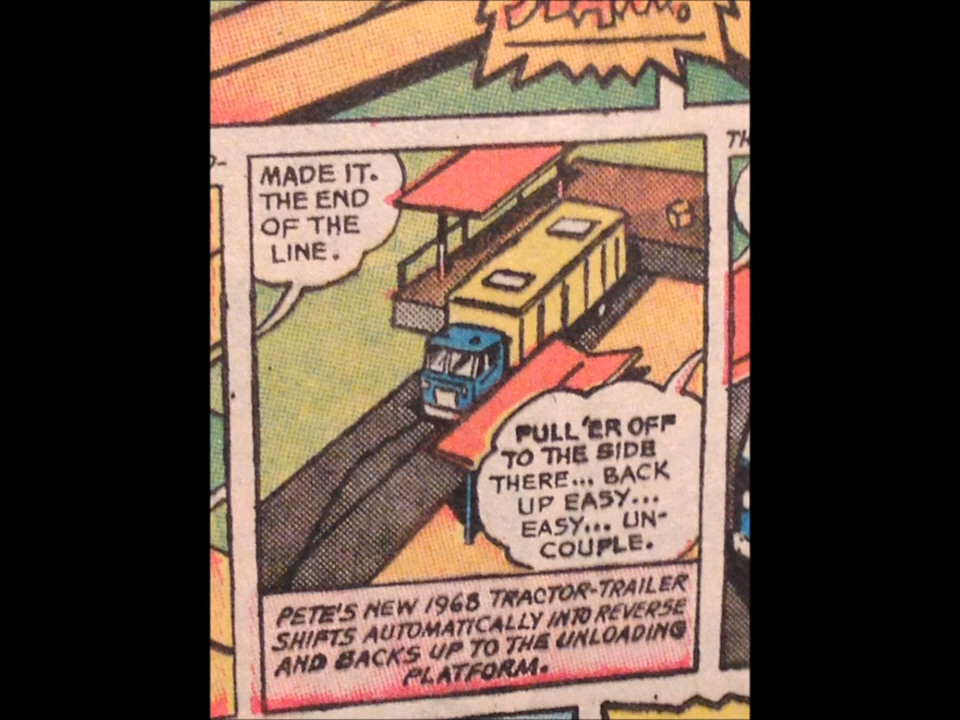 MADE IT.
THE END
OF THE
LINE.
PULL 'ER OFF
TO THE SIDE
THERE... BACK
UP EASY...
EASY... UN-
COUPLE.
PETE'S NEW 1968 TRACTOR-TRAILER
SHIFTS AUTOMATICALLY INTO REVERSE
AND BACKS UP TO THE UNLOADING
PLATFORM.